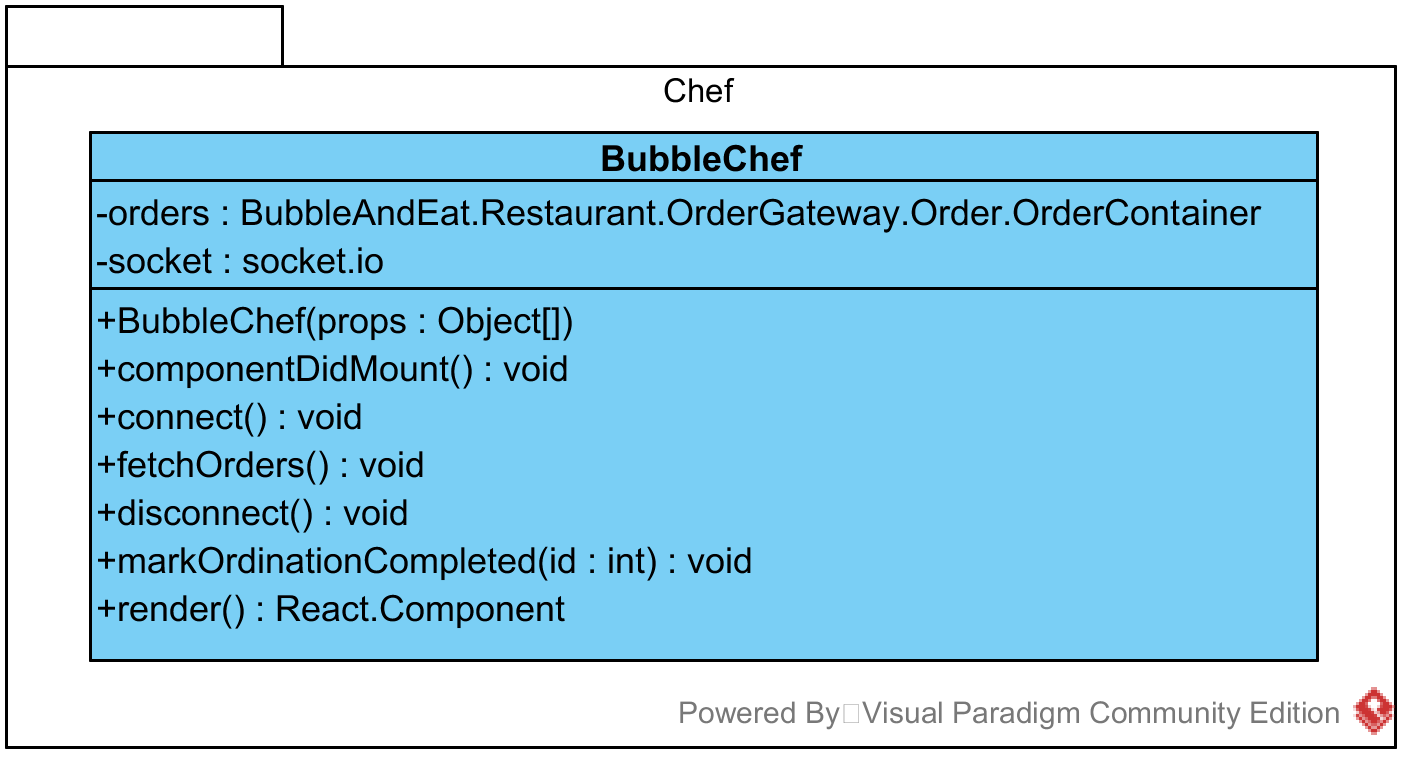 Chef
BubbleChef
-orders : BubbleAndEat.Restaurant.OrderGateway.Order.OrderContainer
-socket : socket.io
+BubbleChef(props : Object[])
+componentDidMount() : void
+connect() : void
+fetchOrders() : void
+disconnect() : void
+markOrdinationCompleted(id : int) : void
+render() : React.Component
Powered By Visual Paradigm Community Edition